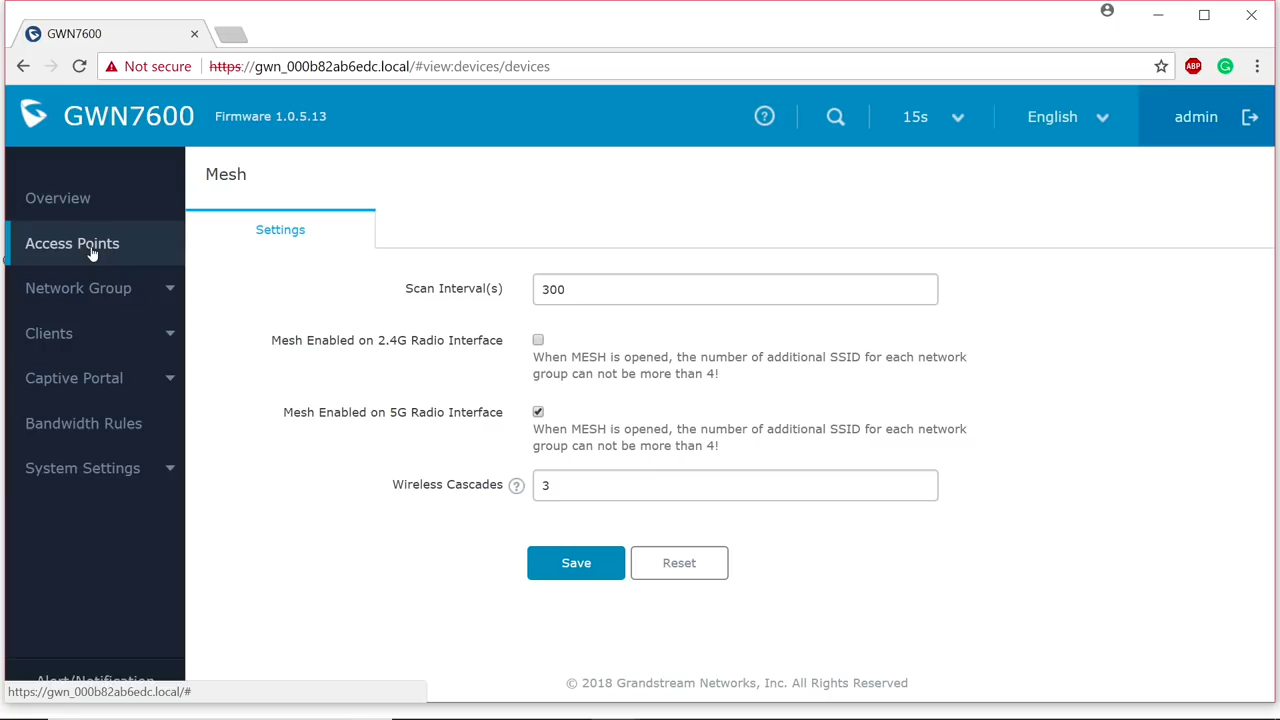 GWN7600
Not secure https://gwn_000b82ab6edc.local/#view:devices/devices
ABP
GWN7600 Firmware 1.0.5.13 15s English admin
Mesh
Overview
Settings
Access Points
Scan Interval(s) 300
Network Group
Clients
Mesh Enabled on 2.4G Radio Interface
When MESH is opened, the number of additional SSID for each network
group can not be more than 4!
Captive Portal
Mesh Enabled on 5G Radio Interface
When MESH is opened, the number of additional SSID for each network
group can not be more than 4!
Bandwidth Rules
System Settings
Wireless Cascades ? 3
Save Reset
Alert/Notification
https://gwn_000b82ab6edc.local/#
© 2018 Grandstream Networks, Inc. All Rights Reserved